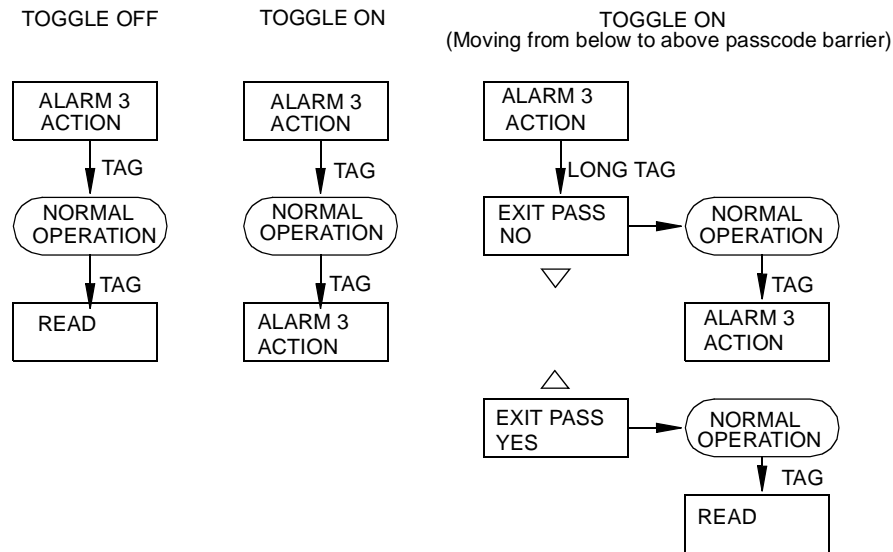 TOGGLE OFF
ALARM 3
ACTION
TAG
NORMAL
OPERATION
TAG
READ
TOGGLE ON
ALARM 3
ACTION
TAG
NORMAL
OPERATION
TAG
ALARM 3
ACTION
TOGGLE ON
(Moving from below to above passcode barrier)
ALARM 3
ACTION
LONG TAG
EXIT PASS
NO
NORMAL
OPERATION
TAG
ALARM 3
ACTION
EXIT PASS
YES
NORMAL
OPERATION
TAG
READ